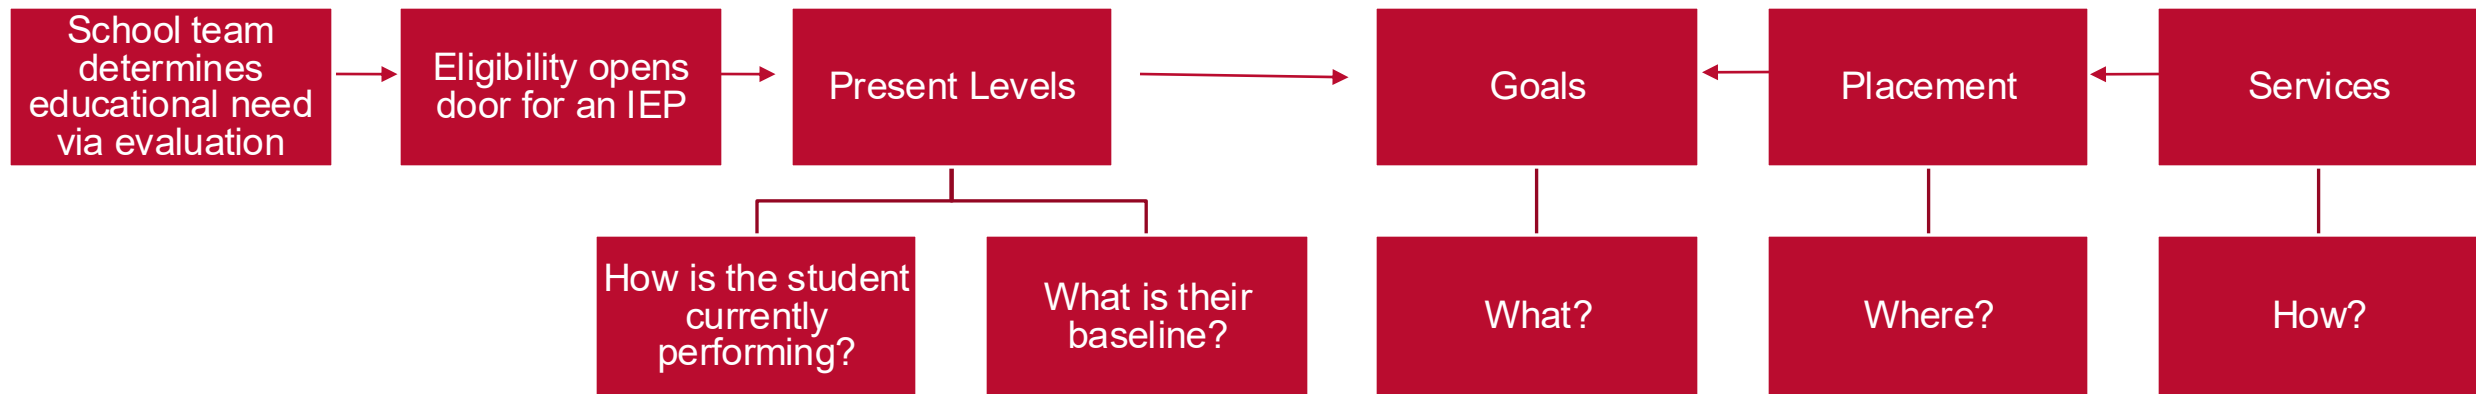 School team
determines
educational need
via evaluation
Eligibility opens
door for an IEP
Present Levels
Goals
Placement
Services
How is the student
currently
performing?
What is their
baseline?
What?
Where?
How?